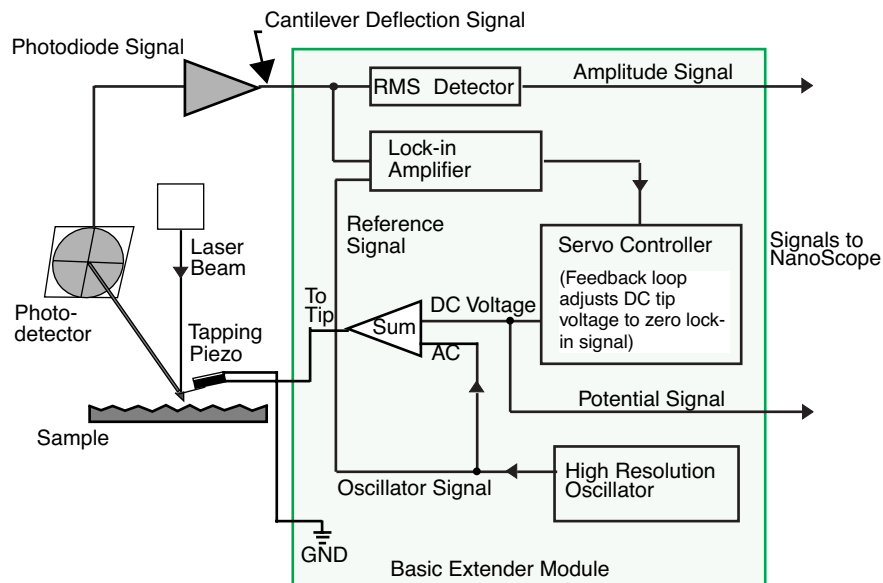 Cantilever Deflection Signal
Photodiode Signal
Amplitude Signal
RMS Detector
Lock-in
Amplifier
Reference
Signal
Laser
Beam
Servo Controller
(Feedback loop
adjusts DC tip
voltage to zero lock-
in signal)
Signals to
NanoScope
Photo-
detector
To
Tip
DC Voltage
Sum
AC
Tapping
Piezo
Potential Signal
Sample
Oscillator Signal
High Resolution
Oscillator
GND
Basic Extender Module